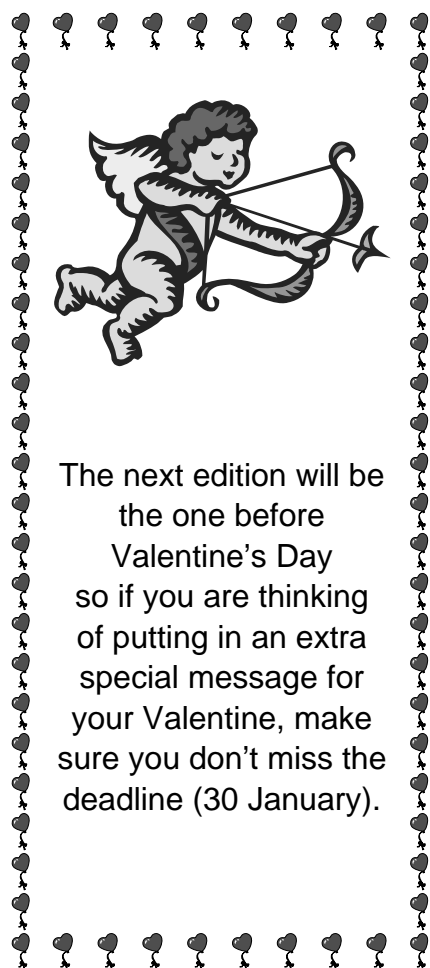 The next edition will be
the one before
Valentine’s Day
so if you are thinking
of putting in an extra
special message for
your Valentine, make
sure you don’t miss the
deadline (30 January).